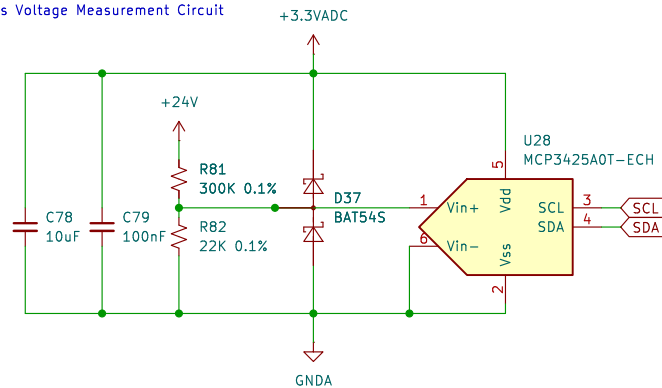 s Voltage Measurement Circuit
+3.3VADC
+24V
U28
MCP3425A0T-ECH
R81
300K 0.1%
R82
22K 0.1%
D37
BAT54S
C78
10uF
C79
100nF
1
Vin+
6
Vin-
5
Vdd
Vss
2
SCL
3
SCL
SDA
4
SDA
GNDA